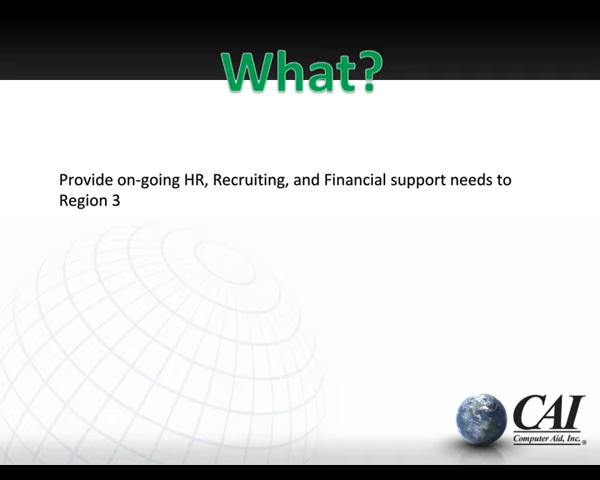 What?
Provide on-going HR, Recruiting, and Financial support needs to
Region 3
CAI
Computer Aid, Inc.®